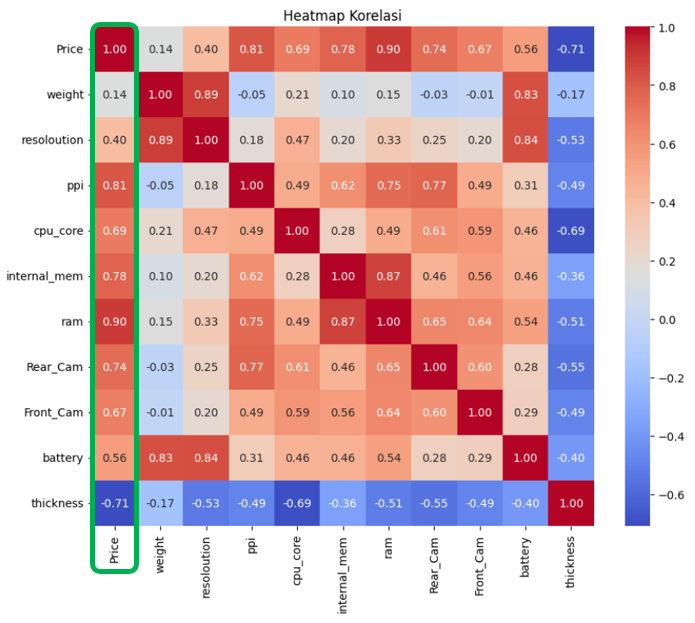 Heatmap Korelasi
Price 1.00 0.14 0.40 0.81 0.69 0.78 0.90 0.74 0.67 0.56 -0.71
weight 0.14 1.00 0.89 -0.05 0.21 0.10 0.15 -0.03 -0.01 0.83 -0.17
resoloution 0.40 0.89 1.00 0.18 0.47 0.20 0.33 0.25 0.20 0.84 -0.53
ppi 0.81 -0.05 0.18 1.00 0.49 0.62 0.75 0.77 0.49 0.31 -0.49
cpu_core 0.69 0.21 0.47 0.49 1.00 0.28 0.49 0.61 0.59 0.46 -0.69
internal_mem 0.78 0.10 0.20 0.62 0.28 1.00 0.87 0.46 0.56 0.46 -0.36
ram 0.90 0.15 0.33 0.75 0.49 0.87 1.00 0.65 0.64 0.54 -0.51
Rear_Cam 0.74 -0.03 0.25 0.77 0.61 0.46 0.65 1.00 0.60 0.28 -0.55
Front_Cam 0.67 -0.01 0.20 0.49 0.59 0.56 0.64 0.60 1.00 0.29 -0.49
battery 0.56 0.83 0.84 0.31 0.46 0.46 0.54 0.28 0.29 1.00 -0.40
thickness -0.71 -0.17 -0.53 -0.49 -0.69 -0.36 -0.51 -0.55 -0.49 -0.40 1.00
Price weight resoloution ppi cpu_core internal_mem ram Rear_Cam Front_Cam battery thickness
1.0
0.8
0.6
0.4
0.2
0.0
−0.2
−0.4
−0.6